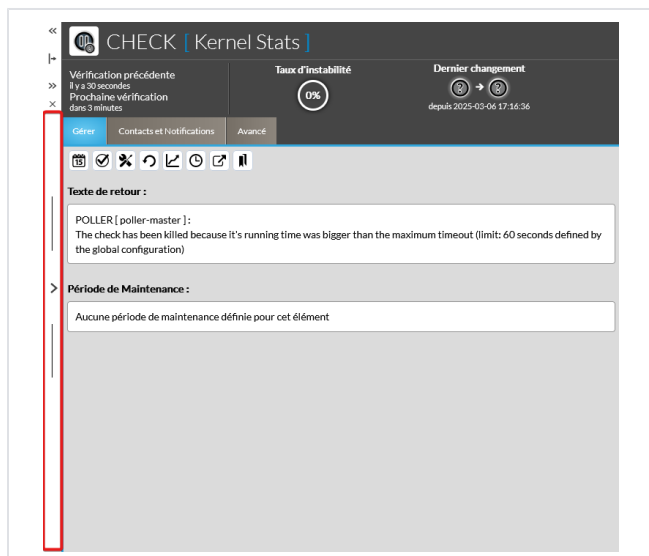 CHECK [ Kernel Stats ]
Vérification précédente
il y a 30 secondes
Prochaine vérification
dans 3 minutes
Taux d'instabilité
0%
Dernier changement
? → ?
depuis 2025-03-06 17:16:36
Gérer Contacts et Notifications Avancé
15
Texte de retour :
POLLER [ poller-master ] :
The check has been killed because it's running time was bigger than the maximum timeout (limit: 60 seconds defined by
the global configuration)
Période de Maintenance :
Aucune période de maintenance définie pour cet élément